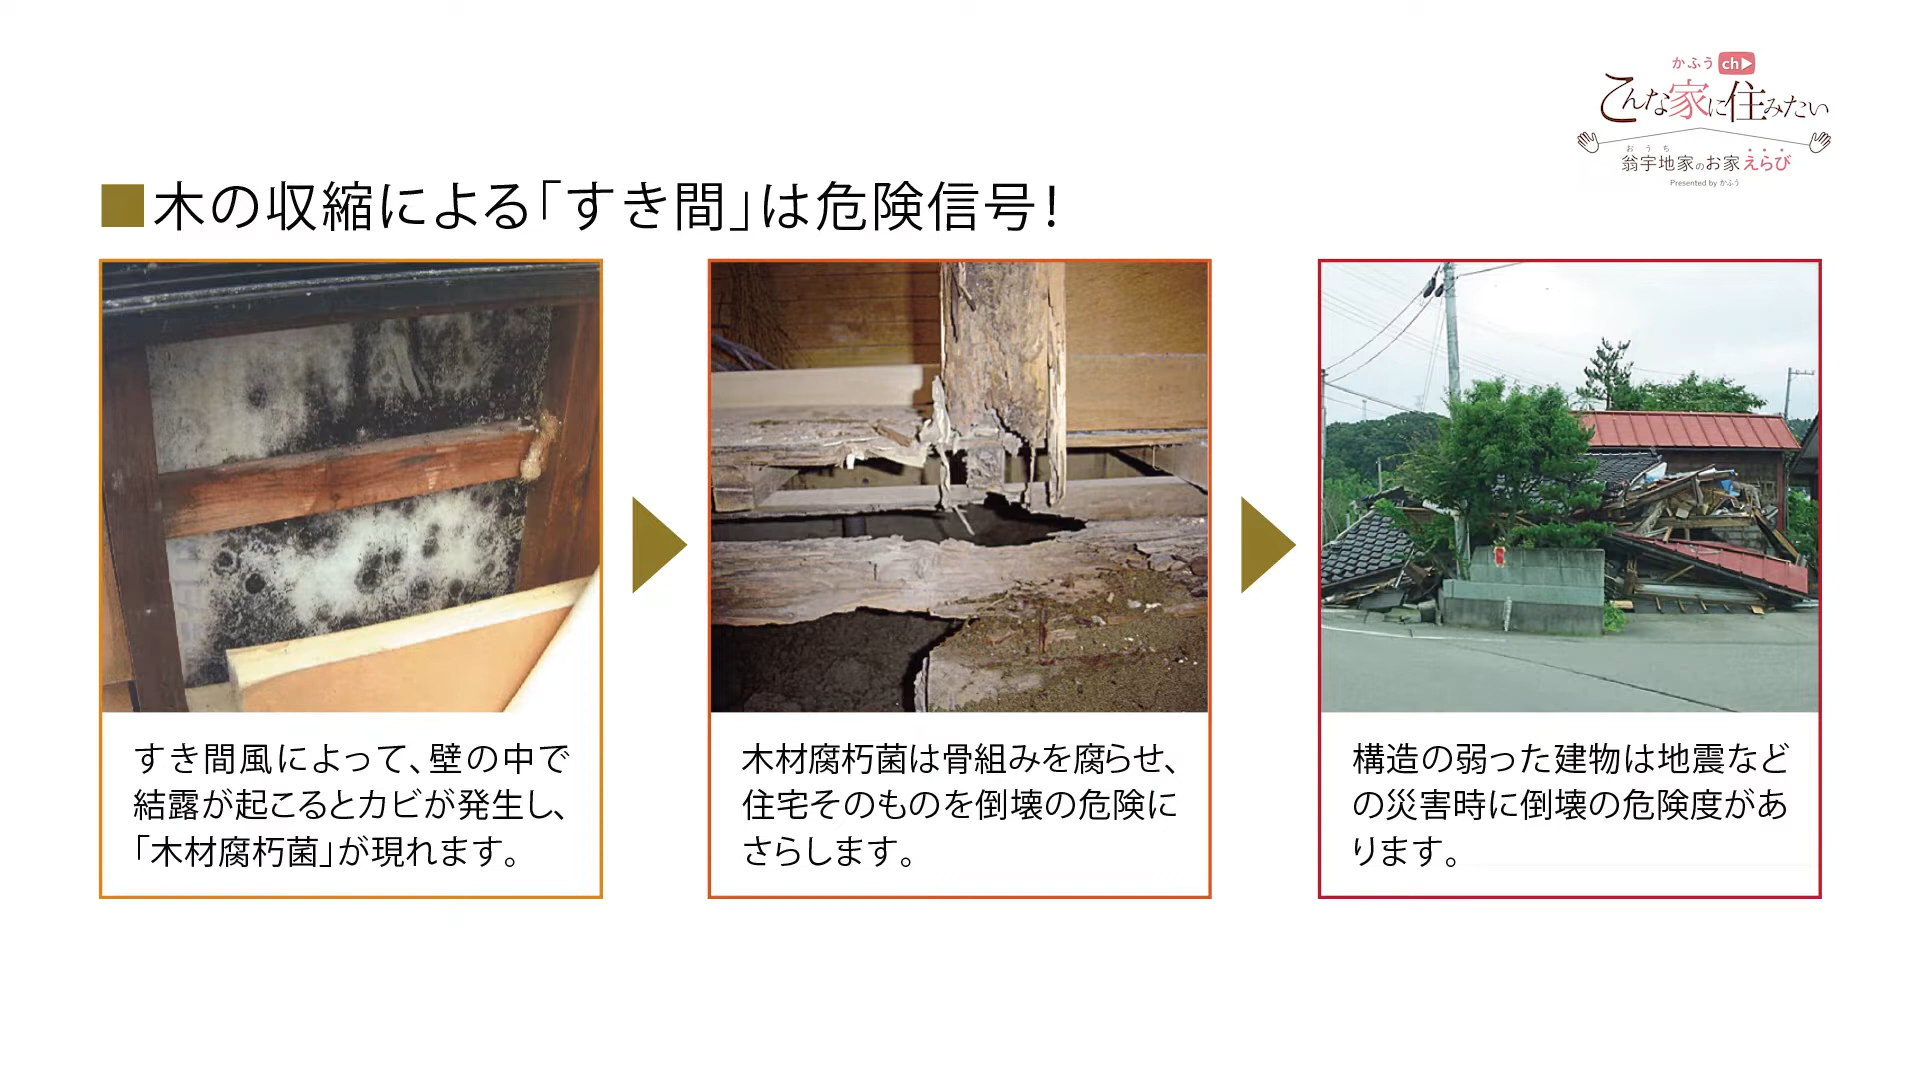 かふうch
こんな家に住みたい
おうち
翁宇地家のお家えらび
Presented by かふう
■木の収縮による「すき間」は危険信号!
すき間風によって、壁の中で
結露が起こるとカビが発生し、
「木材腐朽菌」が現れます。
木材腐朽菌は骨組みを腐らせ、
住宅そのものを倒壊の危険に
さらします。
構造の弱った建物は地震など
の災害時に倒壊の危険度があ
ります。